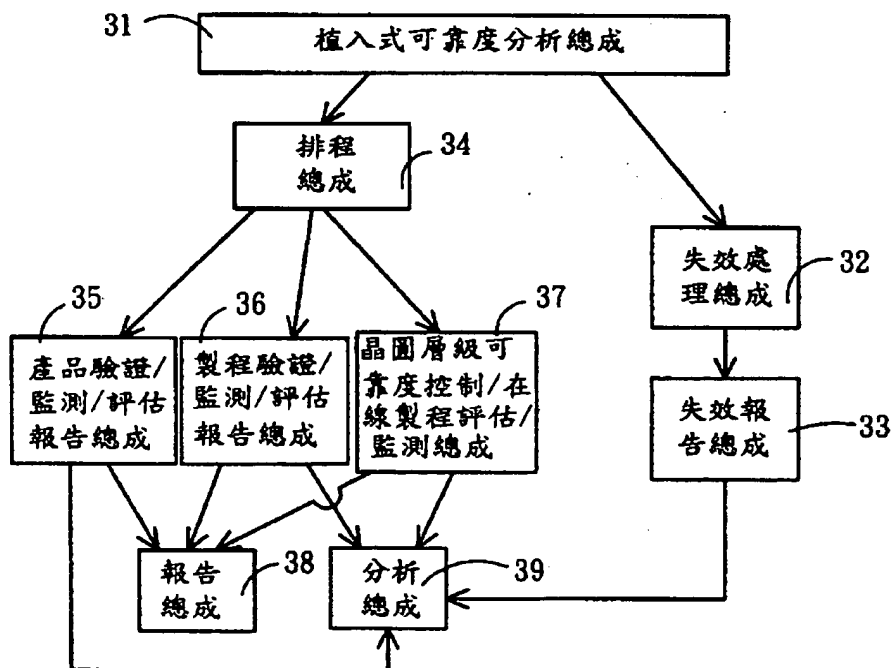 31
植入式可靠度分析總成
排程
總成
34
失效處
理總成
32
35
產品驗證/
監測/評估
報告總成
36
製程驗證/
監測/評估
報告總成
37
晶圓層級可
靠度控制/在
線製程評估/
監測總成
失效報
告總成
33
報告
總成
38
分析
總成
39